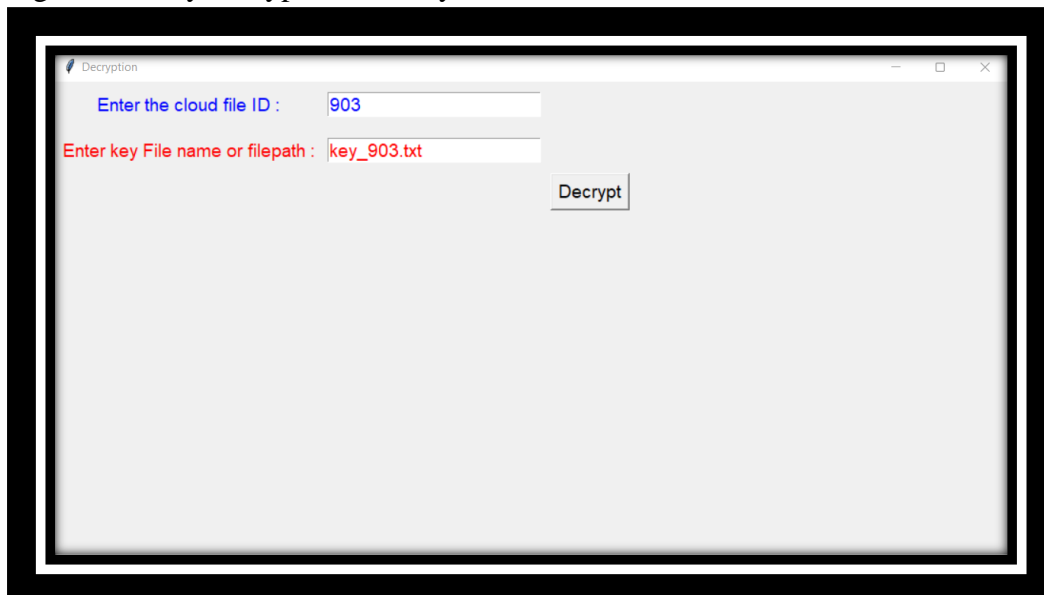 Decryption
Enter the cloud file ID : 903
Enter key File name or filepath : key_903.txt
Decrypt